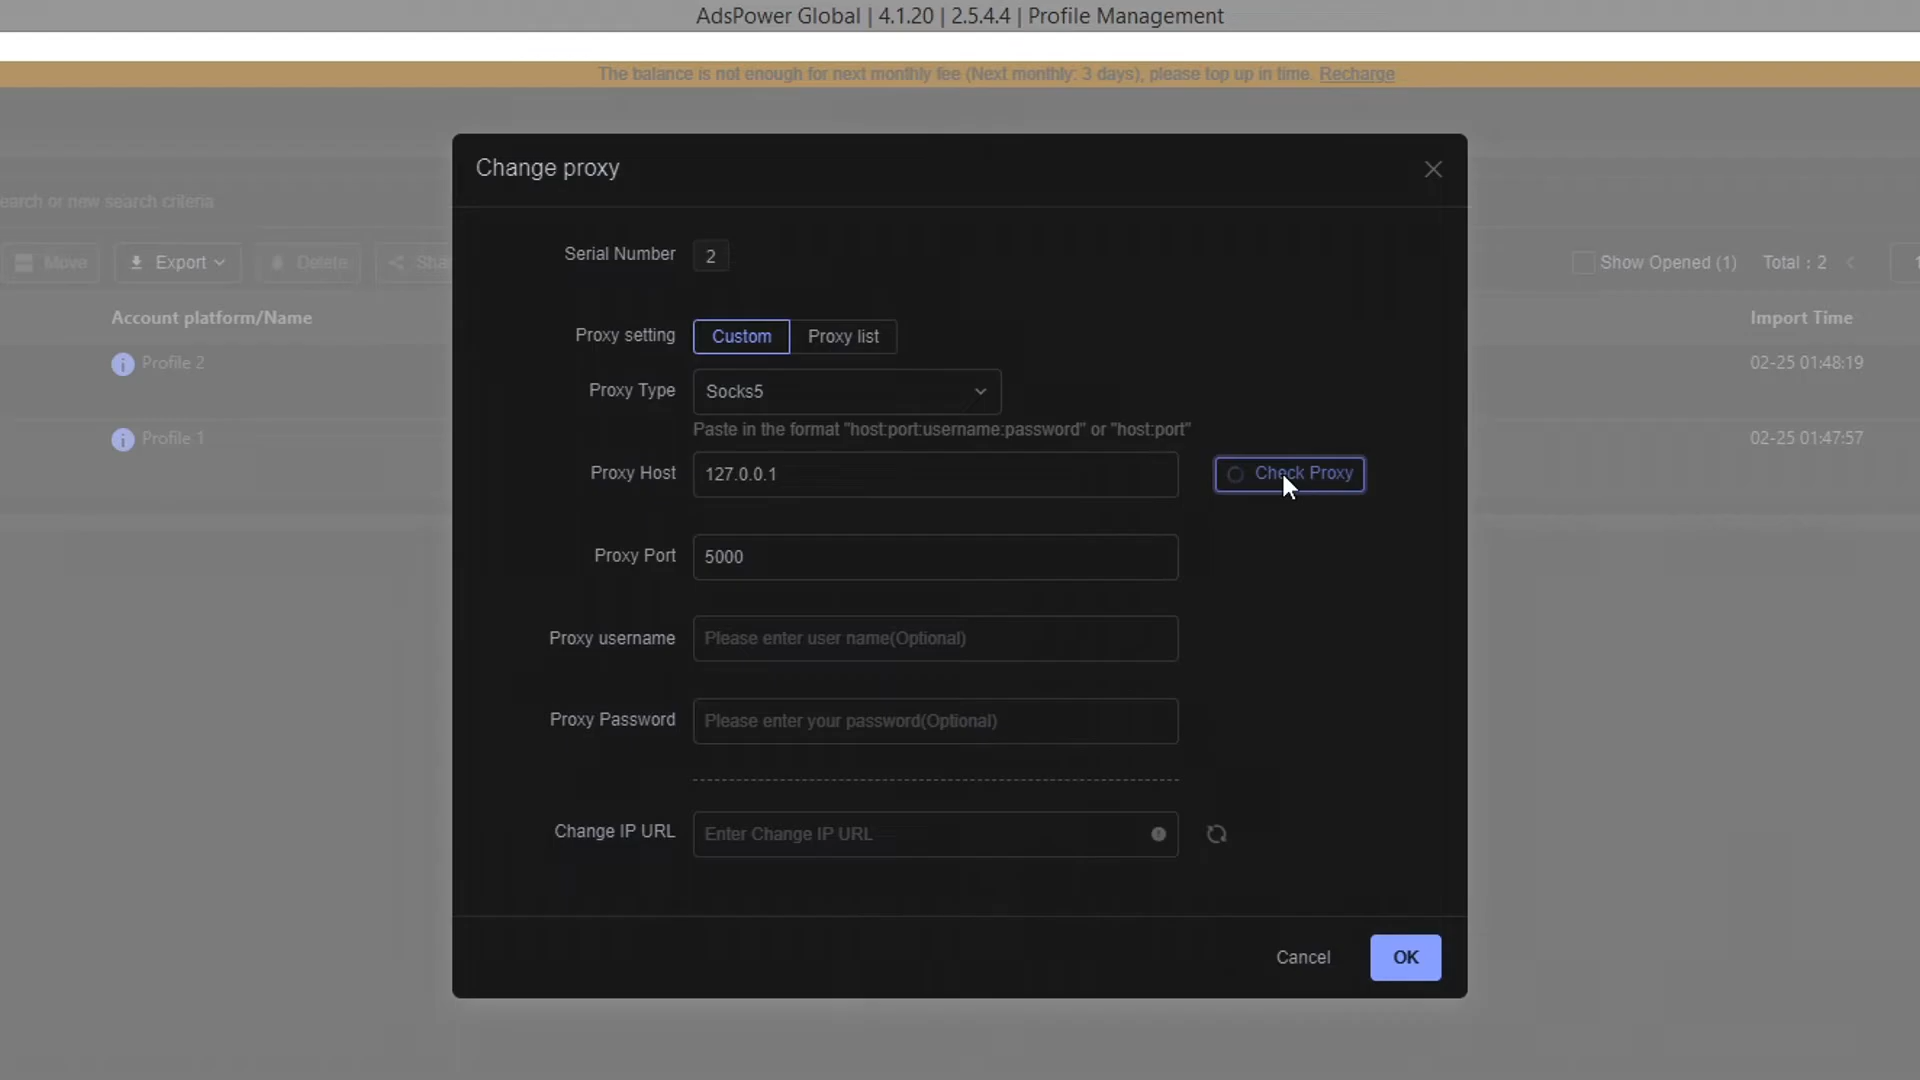 AdsPower Global | 4.1.20 | 2.5.4.4 | Profile Management
The balance is not enough for next monthly fee (Next monthly: 3 days), please top up in time. Recharge
Change proxy
earch or new search criteria
Serial Number 2
Move Export Delete Sha
Show Opened (1) Total : 2 1
Account platform/Name Import Time
Proxy setting Custom Proxy list
Profile 2 02-25 01:48:19
Proxy Type Socks5
Paste in the format "host:port:username:password" or "host:port"
Profile 1 02-25 01:47:57
Proxy Host 127.0.0.1 Check Proxy
Proxy Port 5000
Proxy username Please enter user name(Optional)
Proxy Password Please enter your password(Optional)
Change IP URL Enter Change IP URL
Cancel OK